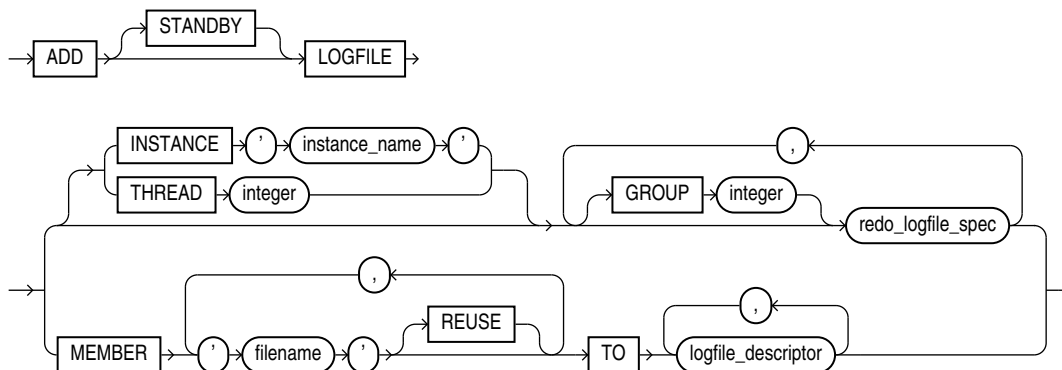 STANDBY
ADD LOGFILE
INSTANCE ' instance_name ' ,
THREAD integer GROUP integer
redo_logfile_spec
, ,
REUSE
MEMBER ' filename ' TO logfile_descriptor